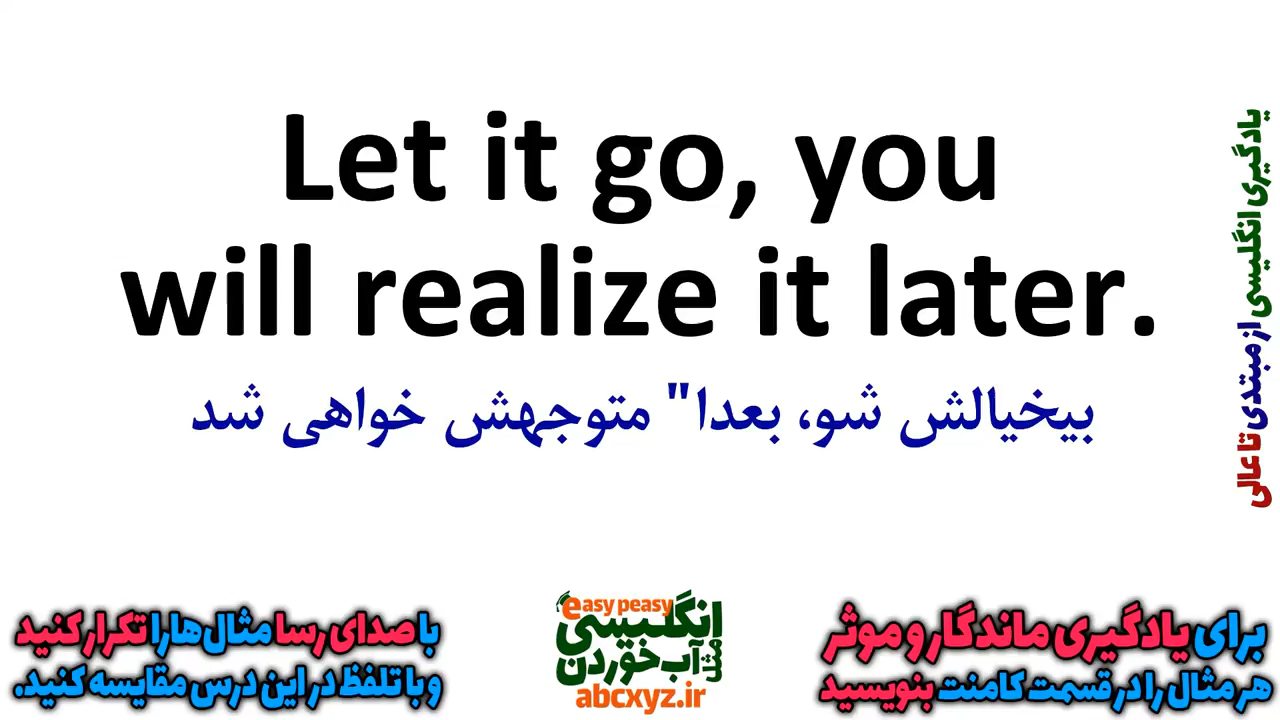 Let it go, you
will realize it later.
بیخیالش شو، بعدا" متوجهش خواهی شد
یادگیری انگلیسی از مبتدی تا عالی
برای یادگیری ماندگار و موثر
هر مثال را در قسمت کامنت بنویسید
easy peasy
انگلیسی
مثل آب خوردن
abcxyz.ir
با صدای رسا مثال‌ها را تکرار کنید
و با تلفظ در این درس مقایسه کنید.